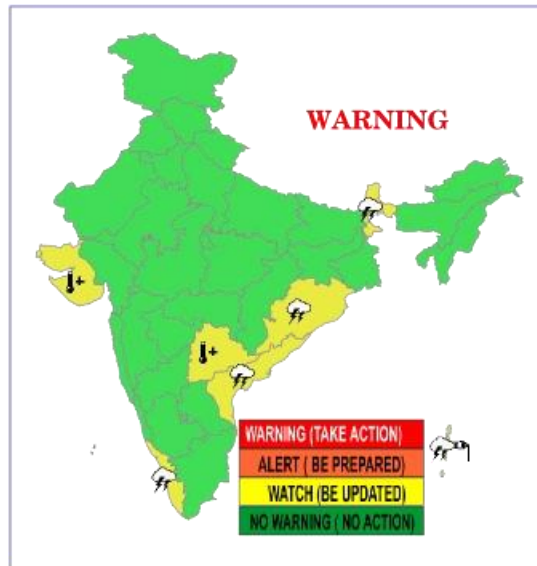 WARNING
WARNING (TAKE ACTION)
ALERT ( BE PREPARED)
WATCH (BE UPDATED)
NO WARNING ( NO ACTION)